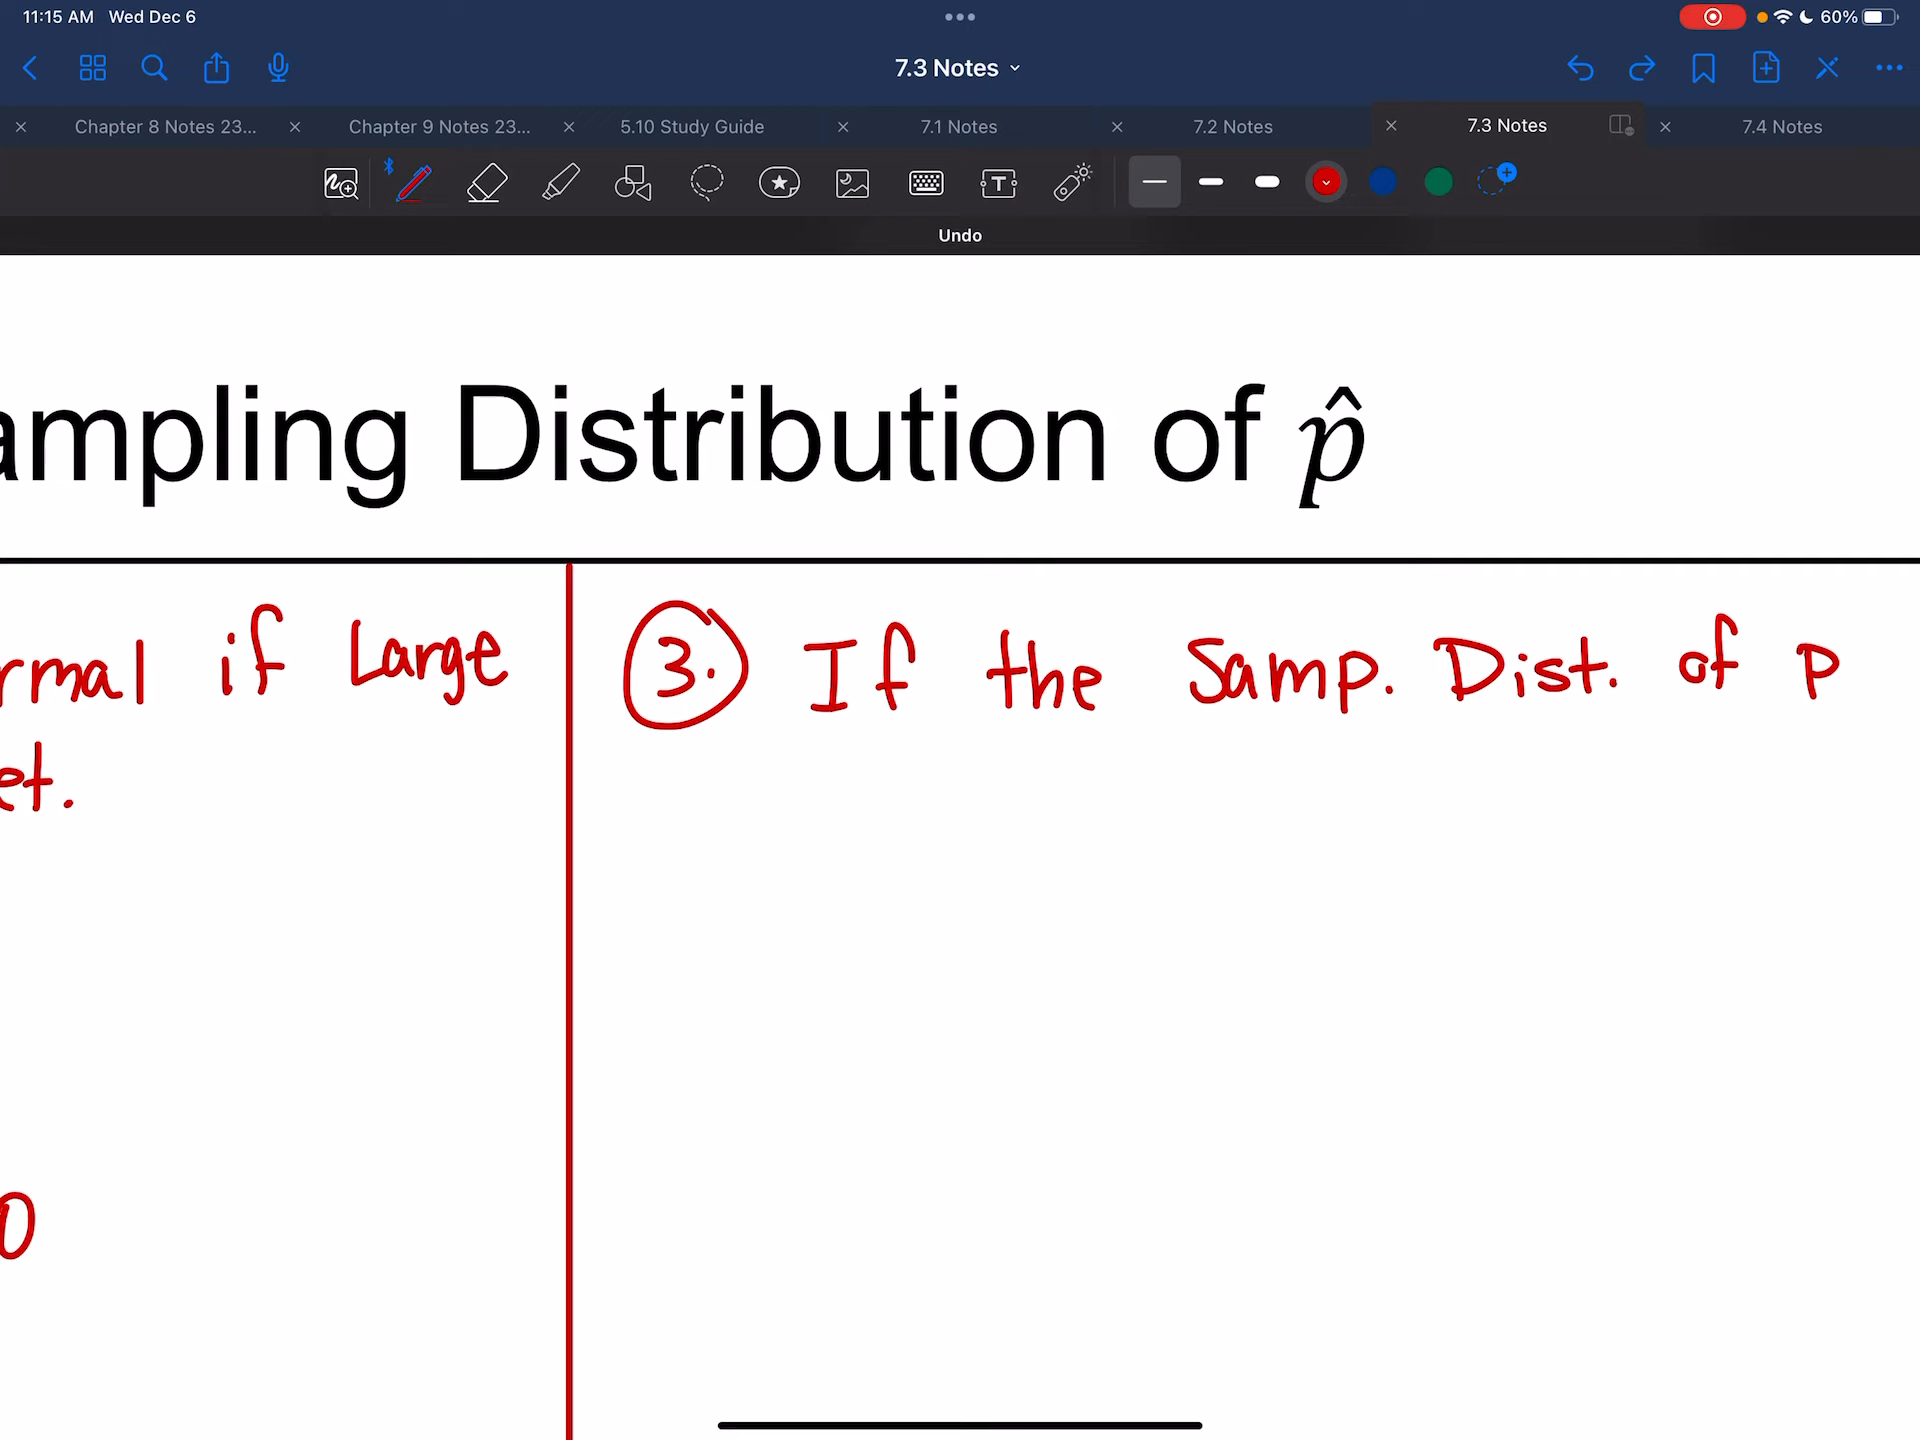 11:15 AM Wed Dec 6
60%
7.3 Notes
Chapter 8 Notes 23...
Chapter 9 Notes 23...
5.10 Study Guide
7.1 Notes
7.2 Notes
7.3 Notes
7.4 Notes
Undo
ampling Distribution of p̂
rmal if Large
et.
0
3. If the Samp. Dist. of p